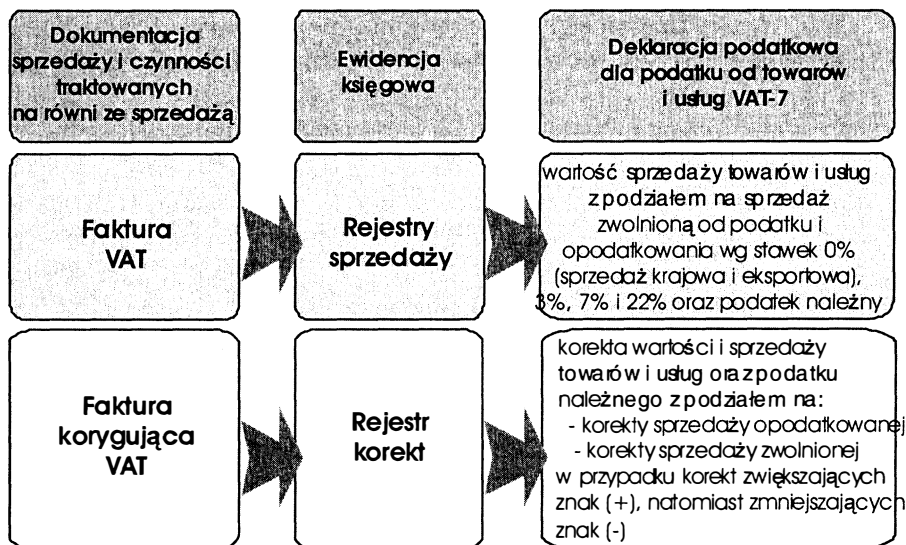 Dokumentacja
sprzedaży i czynności
traktowanych
na równi ze sprzedażą
Ewidencja
księgowa
Deklaracja podatkowa
dla podatku od towarów
i usług VAT-7
Faktura
VAT
Rejestry
sprzedaży
wartość sprzedaży towarów i usług
z podziałem na sprzedaż
zwolnioną od podatku i
opodatkowania wg stawek 0%
(sprzedaż krajowa i eksportowa),
3%, 7% i 22% oraz podatek należny
Faktura
korygująca
VAT
Rejestr
korekt
korekta wartości i sprzedaży
towarów i usług oraz podatku
należnego z podziałem na:
- korekty sprzedaży opodatkowanej
- korekty sprzedaży zwolnionej
w przypadku korekt zwiększających
znak (+), natomiast zmniejszających
znak (-)